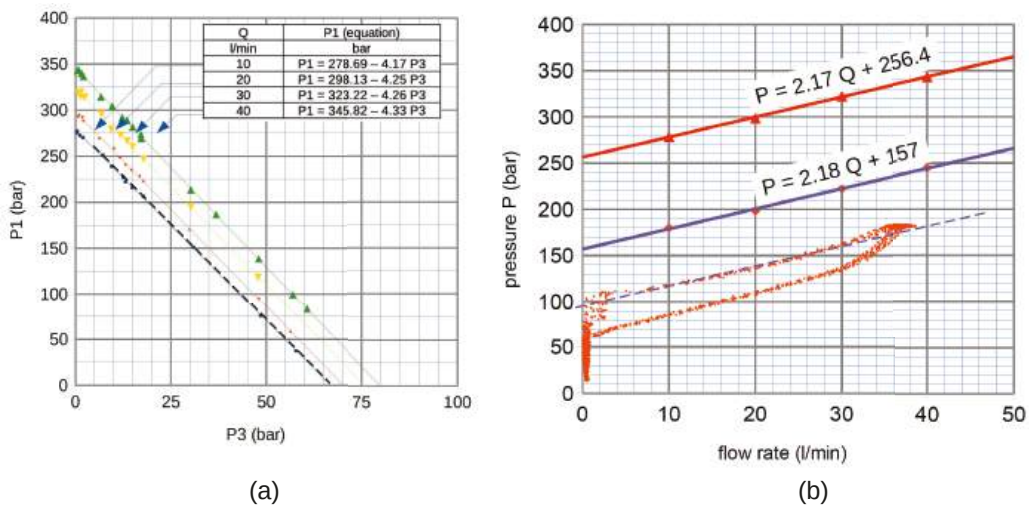 400
350
300
250
200
150
100
50
0
P1 (bar)
Q P1 (equation)
l/min bar
10 P1 = 278.69 – 4.17 P3
20 P1 = 298.13 – 4.25 P3
30 P1 = 323.22 – 4.26 P3
40 P1 = 345.82 – 4.33 P3
0 25 50 75 100
P3 (bar)
(a)
400
350
300
250
200
150
100
50
0
pressure P (bar)
P = 2.17 Q + 256.4
P = 2.18 Q + 157
0 10 20 30 40 50
flow rate (l/min)
(b)